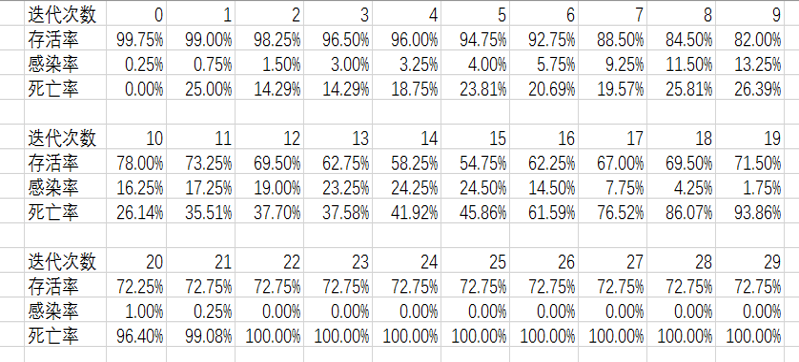 迭代次数 0 1 2 3 4 5 6 7 8 9
存活率 99.75% 99.00% 98.25% 96.50% 96.00% 94.75% 92.75% 88.50% 84.50% 82.00%
感染率 0.25% 0.75% 1.50% 3.00% 3.25% 4.00% 5.75% 9.25% 11.50% 13.25%
死亡率 0.00% 25.00% 14.29% 14.29% 18.75% 23.81% 20.69% 19.57% 25.81% 26.39%
迭代次数 10 11 12 13 14 15 16 17 18 19
存活率 78.00% 73.25% 69.50% 62.75% 58.25% 54.75% 62.25% 67.00% 69.50% 71.50%
感染率 16.25% 17.25% 19.00% 23.25% 24.25% 24.50% 14.50% 7.75% 4.25% 1.75%
死亡率 26.14% 35.51% 37.70% 37.58% 41.92% 45.86% 61.59% 76.52% 86.07% 93.86%
迭代次数 20 21 22 23 24 25 26 27 28 29
存活率 72.25% 72.75% 72.75% 72.75% 72.75% 72.75% 72.75% 72.75% 72.75% 72.75%
感染率 1.00% 0.25% 0.00% 0.00% 0.00% 0.00% 0.00% 0.00% 0.00% 0.00%
死亡率 96.40% 99.08% 100.00% 100.00% 100.00% 100.00% 100.00% 100.00% 100.00% 100.00%